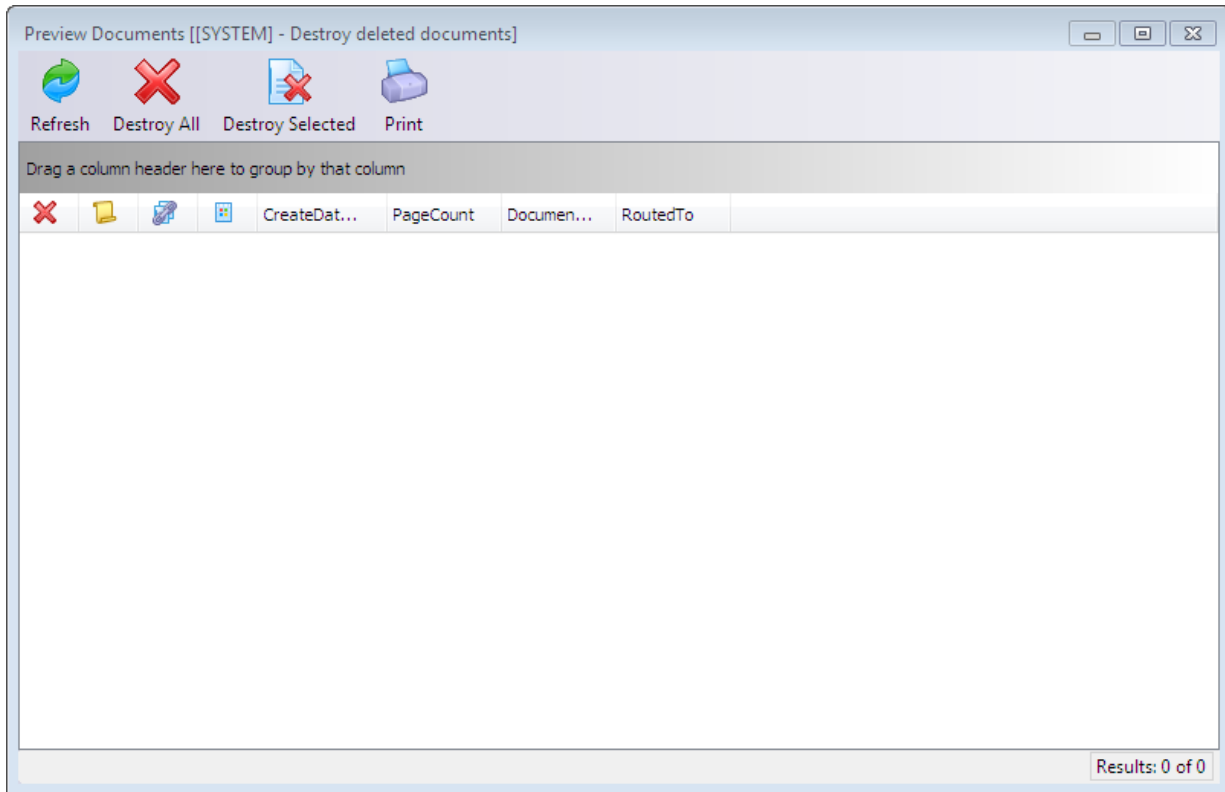 Preview Documents [[SYSTEM] - Destroy deleted documents]
Refresh Destroy All Destroy Selected Print
Drag a column header here to group by that column
CreateDat... PageCount Documen... RoutedTo
Results: 0 of 0